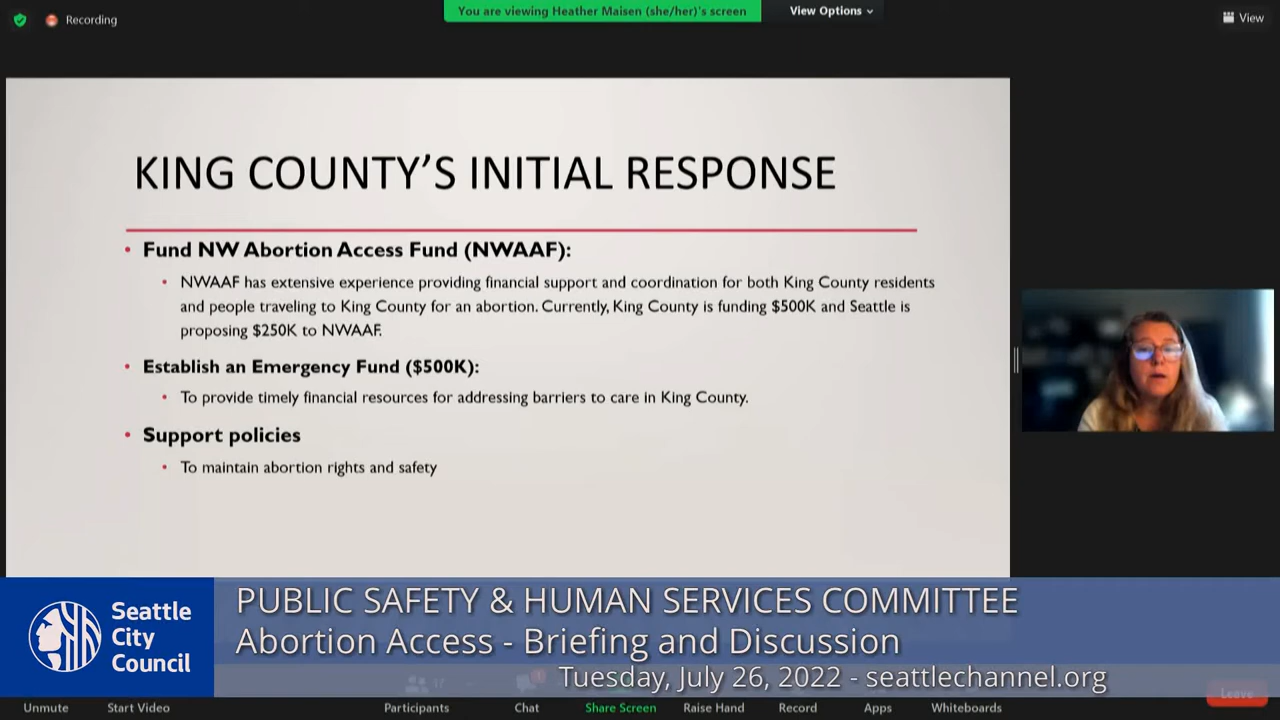 Recording
You are viewing Heather Maisen (she/her)'s screen
View Options
View
KING COUNTY'S INITIAL RESPONSE
• Fund NW Abortion Access Fund (NWAAF):
• NWAAF has extensive experience providing financial support and coordination for both King County residents
and people traveling to King County for an abortion. Currently, King County is funding $500K and Seattle is
proposing $250K to NWAAF.
• Establish an Emergency Fund ($500K):
• To provide timely financial resources for addressing barriers to care in King County.
• Support policies
• To maintain abortion rights and safety
Seattle
City
Council
PUBLIC SAFETY & HUMAN SERVICES COMMITTEE
Abortion Access - Briefing and Discussion
Tuesday, July 26, 2022 - seattlechannel.org
Leave
Unmute
Start Video
Participants
Chat
Share Screen
Raise Hand
Record
Apps
Whiteboards